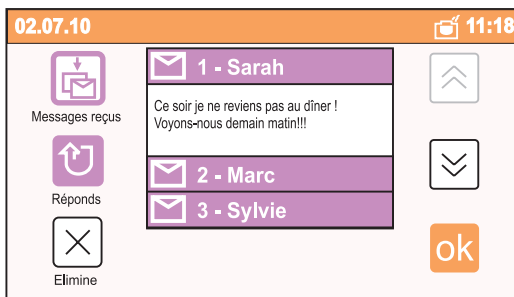 02.07.10
11:18
Messages reçus
Réponds
Elimine
1 - Sarah
Ce soir je ne reviens pas au dîner !
Voyons-nous demain matin!!!
2 - Marc
3 - Sylvie
ok